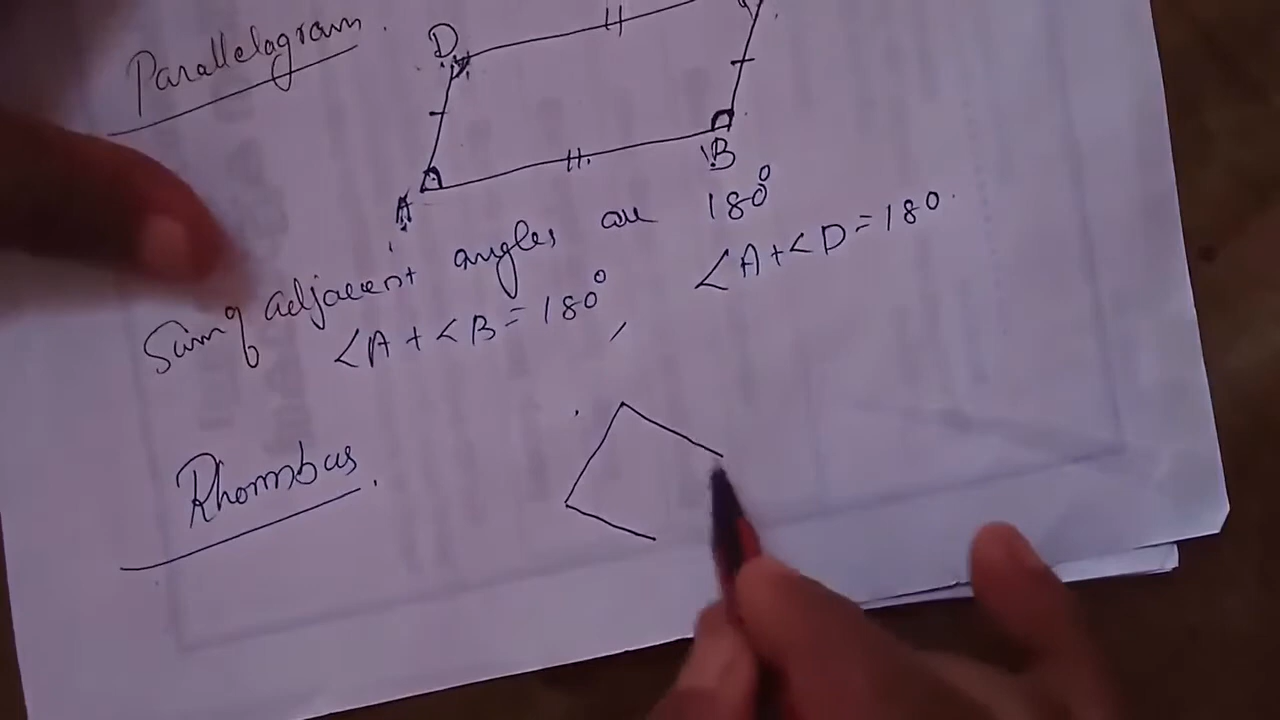 Parallelogram.
D
A
B
Sum of adjacent angles are 180°
∠A + ∠B = 180°
∠A + ∠D = 180.
Rhombus.